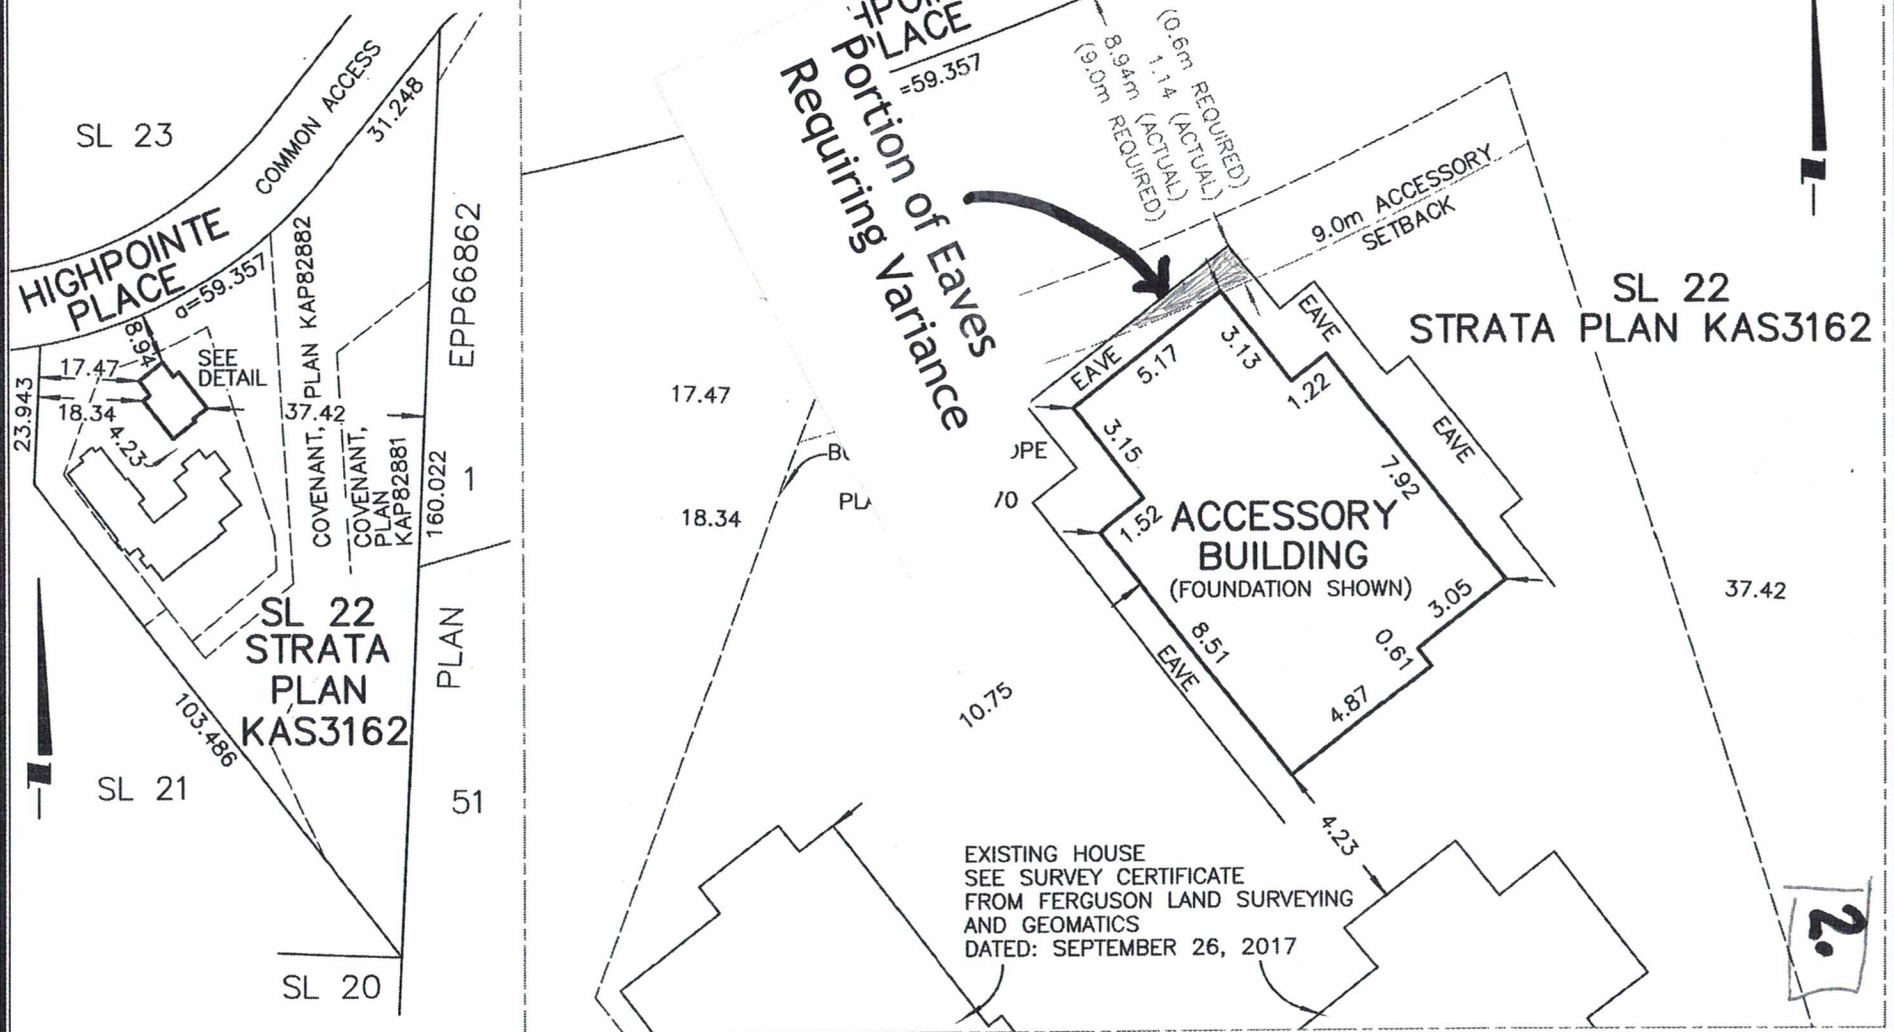 SL 23
COMMON ACCESS
31.248
HIGHPOINTE
PLACE
a=59.357
8.94
17.47
SEE
DETAIL
18.34
37.42
23.943
4.23
COVENANT, PLAN KAP82882
COVENANT,
PLAN
KAP82881
160.022
EPP66862
1
PLAN
51
SL 22
STRATA
PLAN
KAS3162
103.486
SL 21
SL 20
PLACE
=59.357
Portion of Eaves
Requiring Variance
(0.6m REQUIRED)
1.14 (ACTUAL)
8.94m (ACTUAL)
(9.0m REQUIRED)
9.0m ACCESSORY
SETBACK
SL 22
STRATA PLAN KAS3162
EAVE
5.17
3.13
EAVE
1.22
EAVE
7.92
3.15
1.52
17.47
18.34
ACCESSORY
BUILDING
(FOUNDATION SHOWN)
3.05
0.61
4.87
8.51
EAVE
10.75
37.42
4.23
EXISTING HOUSE
SEE SURVEY CERTIFICATE
FROM FERGUSON LAND SURVEYING
AND GEOMATICS
DATED: SEPTEMBER 26, 2017
2.